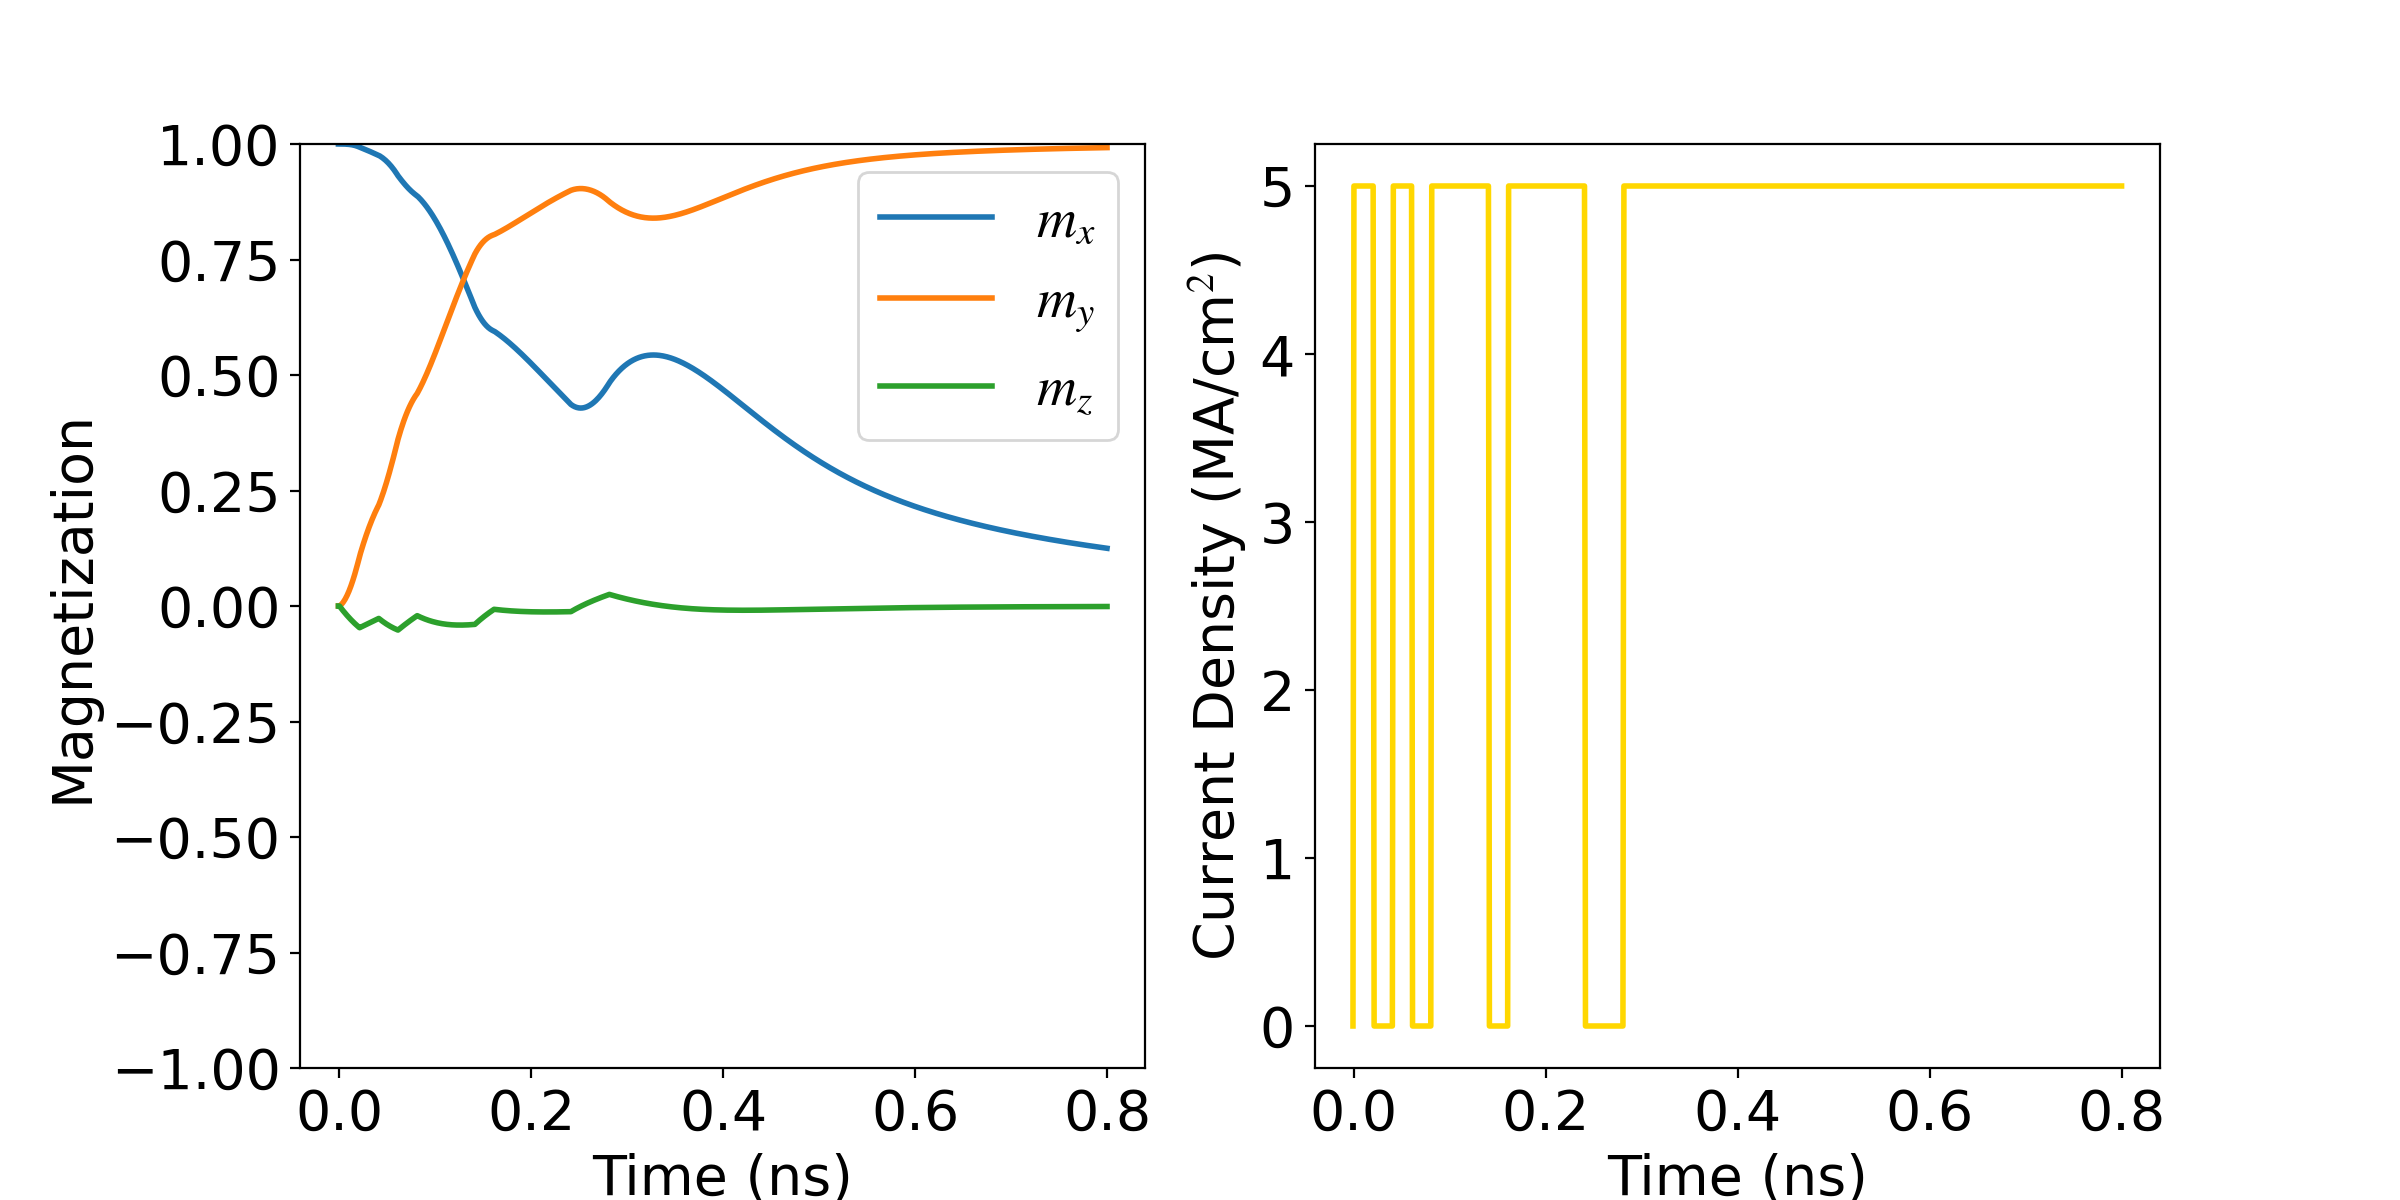 1.00
0.75
0.50
0.25
0.00
−0.25
−0.50
−0.75
−1.00
Magnetization
0.0 0.2 0.4 0.6 0.8
Time (ns)
m_x
m_y
m_z
5
4
3
2
1
0
Current Density (MA/cm²)
0.0 0.2 0.4 0.6 0.8
Time (ns)